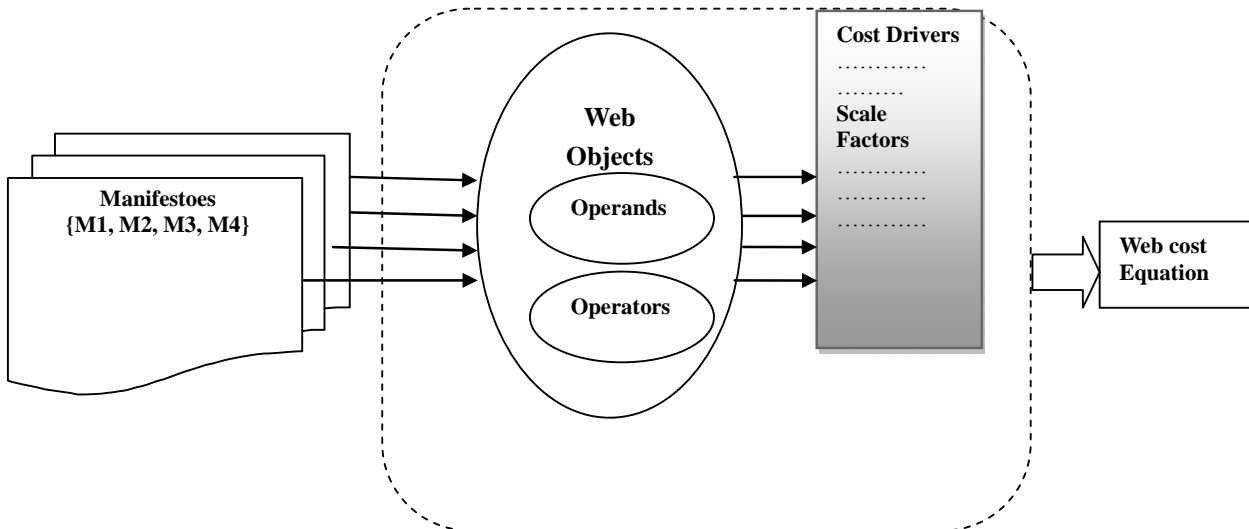 Manifestoes
{M1, M2, M3, M4}
Web
Objects
Operands
Operators
Cost Drivers
............
.........
Scale
Factors
............
............
............
Web cost
Equation